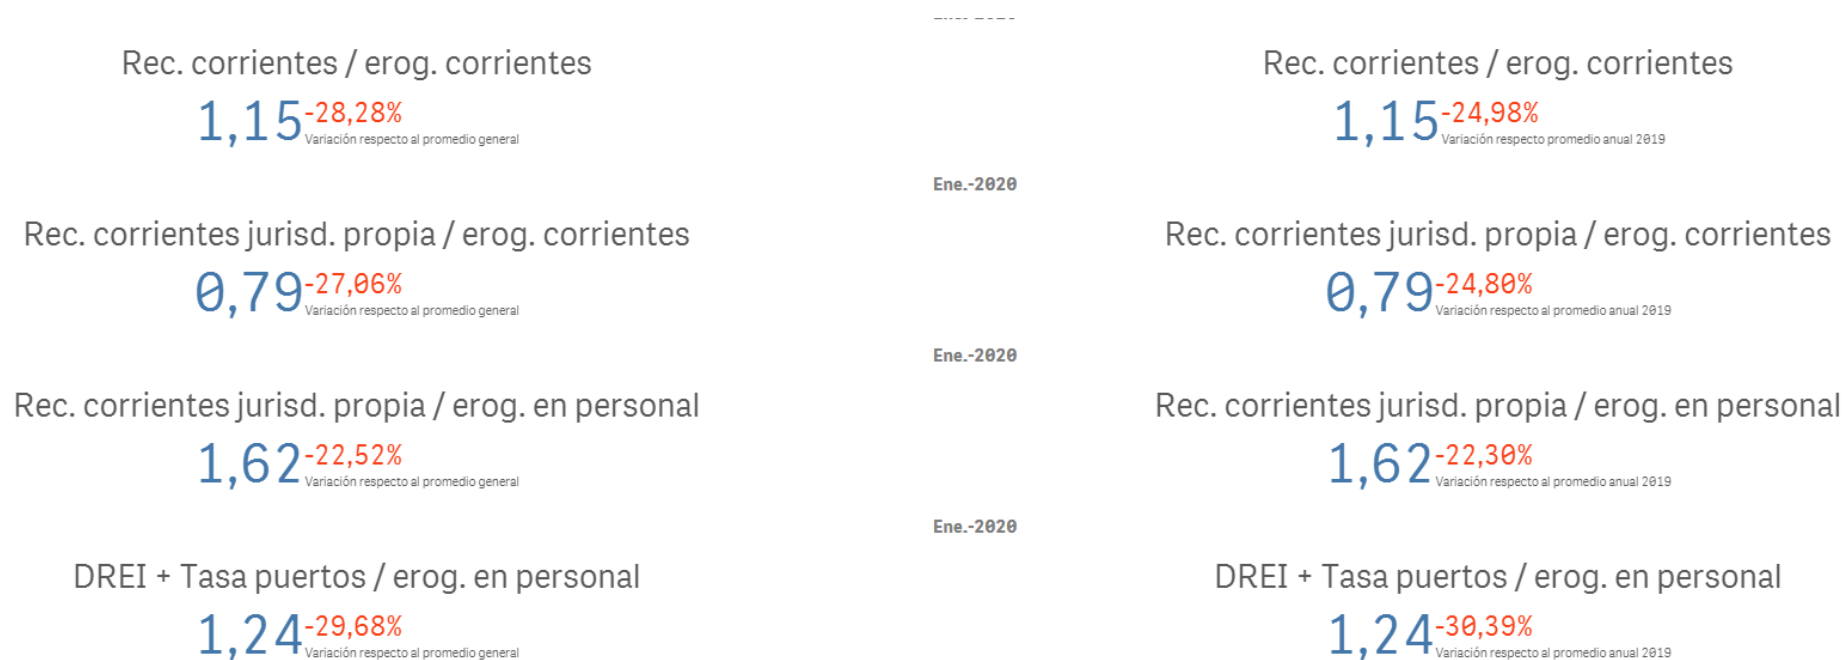 Rec. corrientes / erog. corrientes
1,15 -28,28%
Variación respecto al promedio general
Rec. corrientes / erog. corrientes
1,15 -24,98%
Variación respecto promedio anual 2019
Ene.-2020
Rec. corrientes jurisd. propia / erog. corrientes
0,79 -27,06%
Variación respecto al promedio general
Rec. corrientes jurisd. propia / erog. corrientes
0,79 -24,80%
Variación respecto al promedio anual 2019
Ene.-2020
Rec. corrientes jurisd. propia / erog. en personal
1,62 -22,52%
Variación respecto al promedio general
Rec. corrientes jurisd. propia / erog. en personal
1,62 -22,30%
Variación respecto al promedio anual 2019
Ene.-2020
DREI + Tasa puertos / erog. en personal
1,24 -29,68%
Variación respecto al promedio general
DREI + Tasa puertos / erog. en personal
1,24 -30,39%
Variación respecto al promedio anual 2019